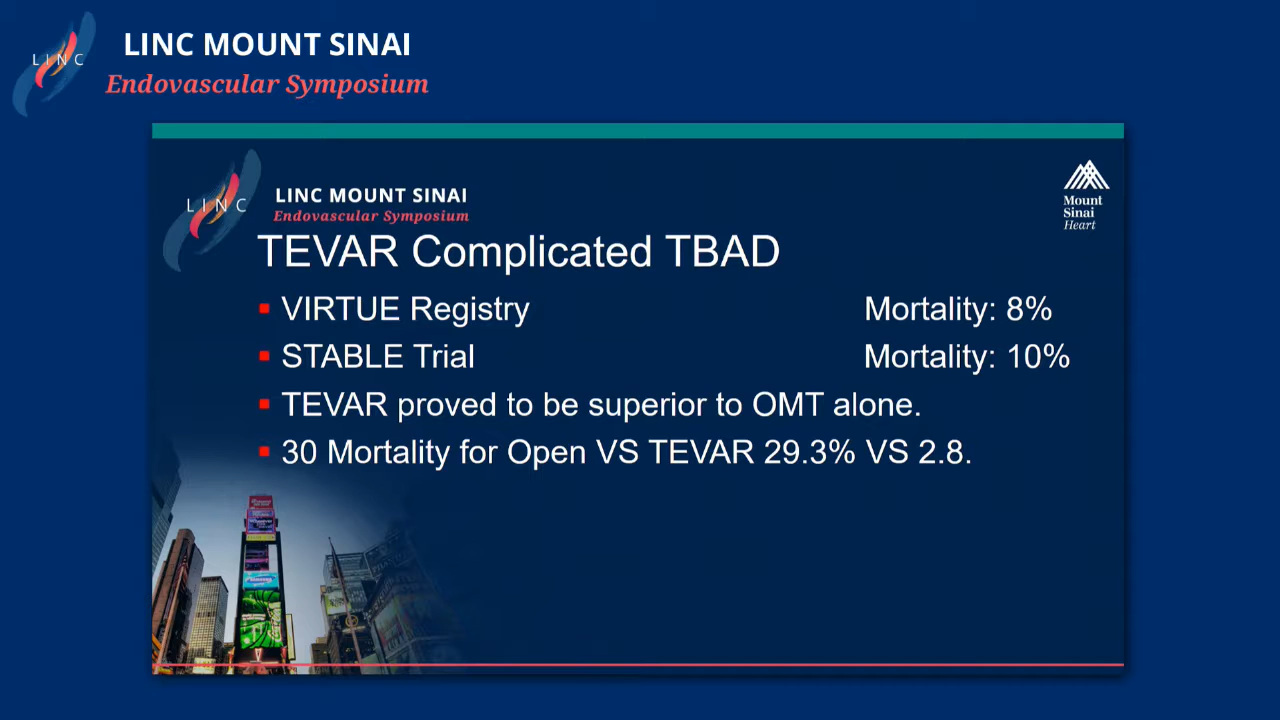 LINC
LINC MOUNT SINAI
Endovascular Symposium
LINC
LINC MOUNT SINAI
Endovascular Symposium
Mount
Sinai
Heart
TEVAR Complicated TBAD
VIRTUE Registry Mortality: 8%
STABLE Trial Mortality: 10%
TEVAR proved to be superior to OMT alone.
30 Mortality for Open VS TEVAR 29.3% VS 2.8.